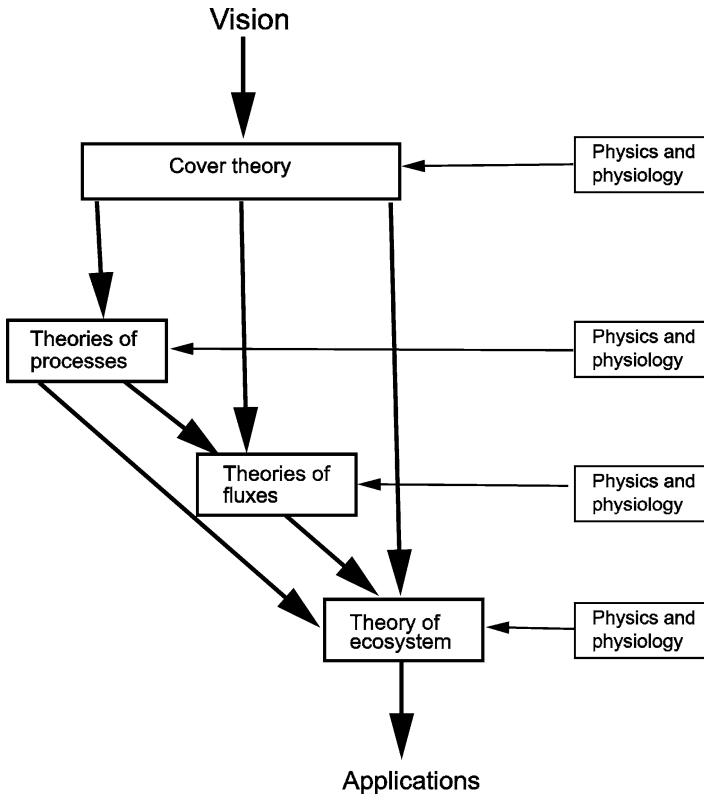 Vision
Cover theory
Physics and
physiology
Theories of
processes
Physics and
physiology
Theories of
fluxes
Physics and
physiology
Theory of
ecosystem
Physics and
physiology
Applications